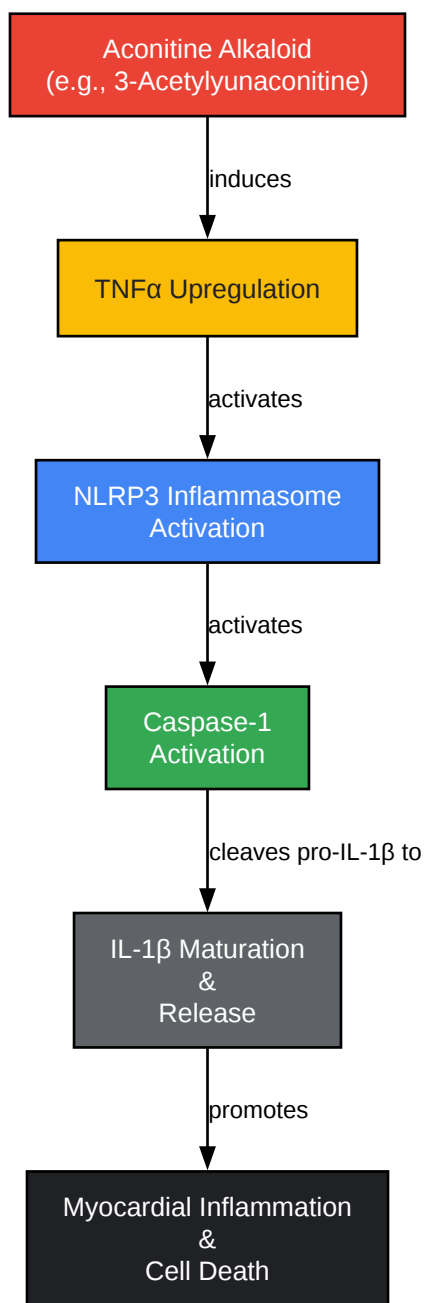 Aconitine Alkaloid
(e.g., 3-Acetylyunaconitine)
induces
TNFα Upregulation
activates
NLRP3 Inflammasome
Activation
activates
Caspase-1
Activation
cleaves pro-IL-1β to
IL-1β Maturation
&
Release
promotes
Myocardial Inflammation
&
Cell Death